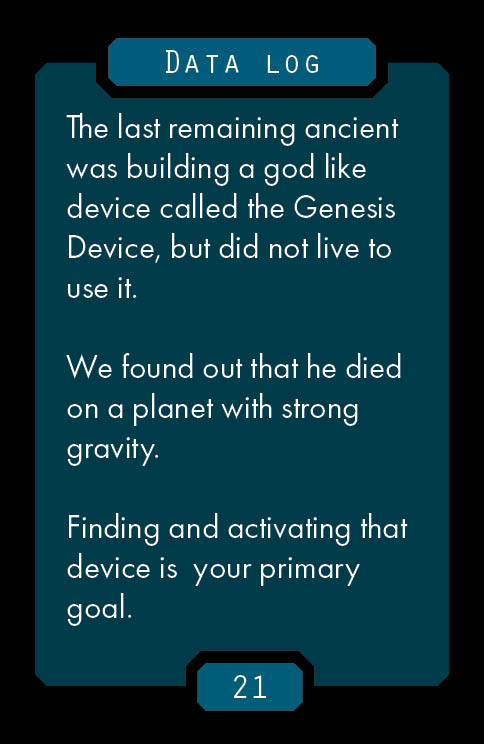 Data log
The last remaining ancient
was building a god like
device called the Genesis
Device, but did not live to
use it.
We found out that he died
on a planet with strong
gravity.
Finding and activating that
device is  your primary
goal.
21